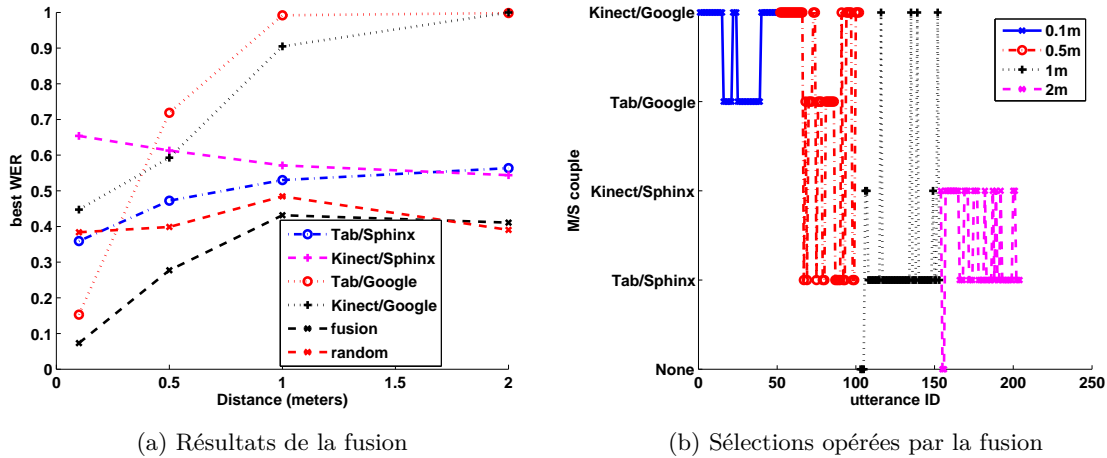 1
0.9
0.8
0.7
0.6
0.5
0.4
0.3
0.2
0.1
0
best WER
0 0.5 1 1.5 2
Distance (meters)
Tab/Sphinx
Kinect/Sphinx
Tab/Google
Kinect/Google
fusion
random
(a) Résultats de la fusion
Kinect/Google
Tab/Google
Kinect/Sphinx
Tab/Sphinx
None
M/S couple
0 50 100 150 200 250
utterance ID
0.1m
0.5m
1m
2m
(b) Sélections opérées par la fusion